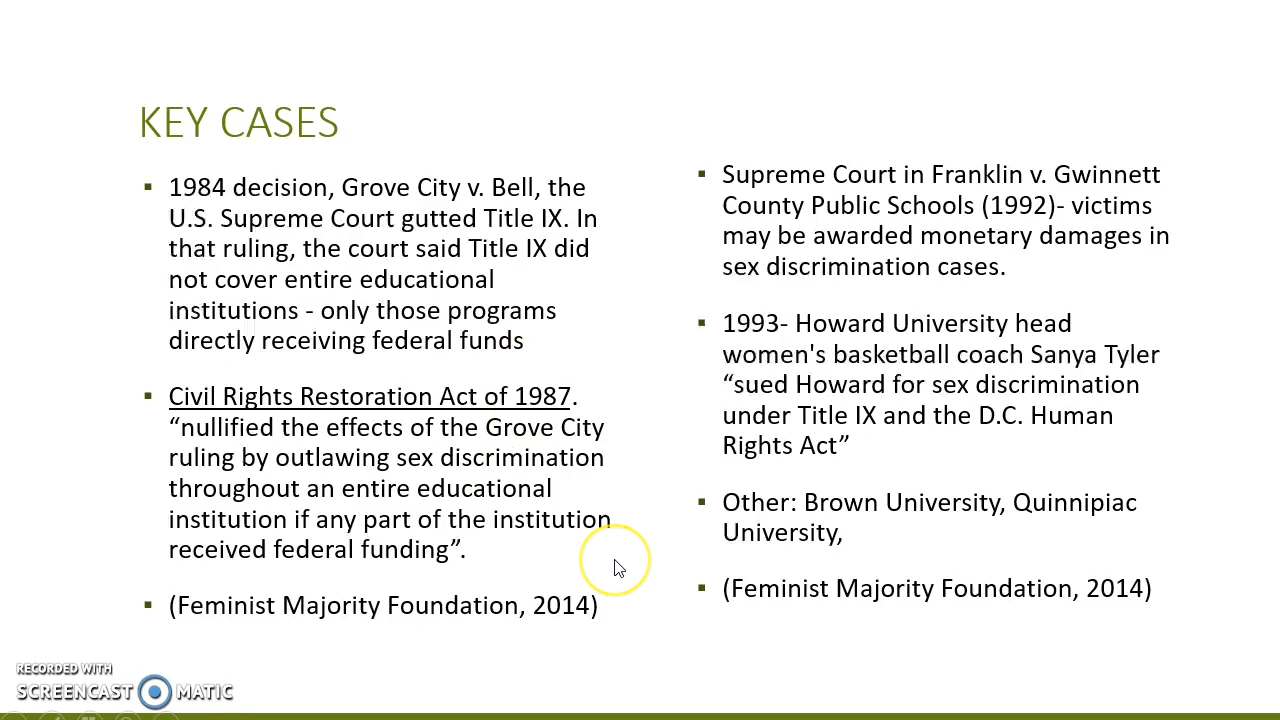 KEY CASES
▪ 1984 decision, Grove City v. Bell, the
U.S. Supreme Court gutted Title IX. In
that ruling, the court said Title IX did
not cover entire educational
institutions - only those programs
directly receiving federal funds
▪ Civil Rights Restoration Act of 1987.
“nullified the effects of the Grove City
ruling by outlawing sex discrimination
throughout an entire educational
institution if any part of the institution
received federal funding”.
▪ (Feminist Majority Foundation, 2014)
▪ Supreme Court in Franklin v. Gwinnett
County Public Schools (1992)- victims
may be awarded monetary damages in
sex discrimination cases.
▪ 1993- Howard University head
women's basketball coach Sanya Tyler
“sued Howard for sex discrimination
under Title IX and the D.C. Human
Rights Act”
▪ Other: Brown University, Quinnipiac
University,
▪ (Feminist Majority Foundation, 2014)
RECORDED WITH
SCREENCAST MATIC